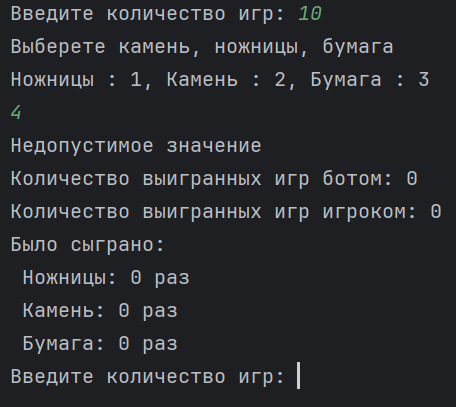 Введите количество игр: 10
Выберете камень, ножницы, бумага
Ножницы : 1, Камень : 2, Бумага : 3
4
Недопустимое значение
Количество выигранных игр ботом: 0
Количество выигранных игр игроком: 0
Было сыграно:
Ножницы: 0 раз
Камень: 0 раз
Бумага: 0 раз
Введите количество игр: